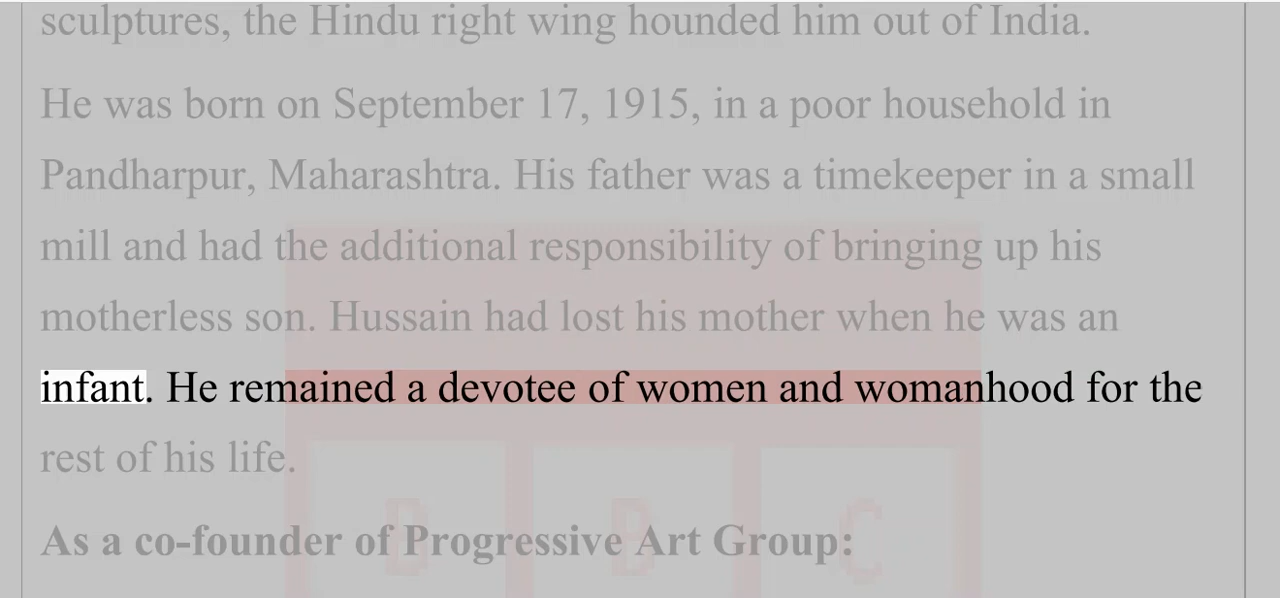 sculptures, the Hindu right wing hounded him out of India.
He was born on September 17, 1915, in a poor household in
Pandharpur, Maharashtra. His father was a timekeeper in a small
mill and had the additional responsibility of bringing up his
motherless son. Hussain had lost his mother when he was an
infant. He remained a devotee of women and womanhood for the
rest of his life.
As a co-founder of Progressive Art Group:
B B C